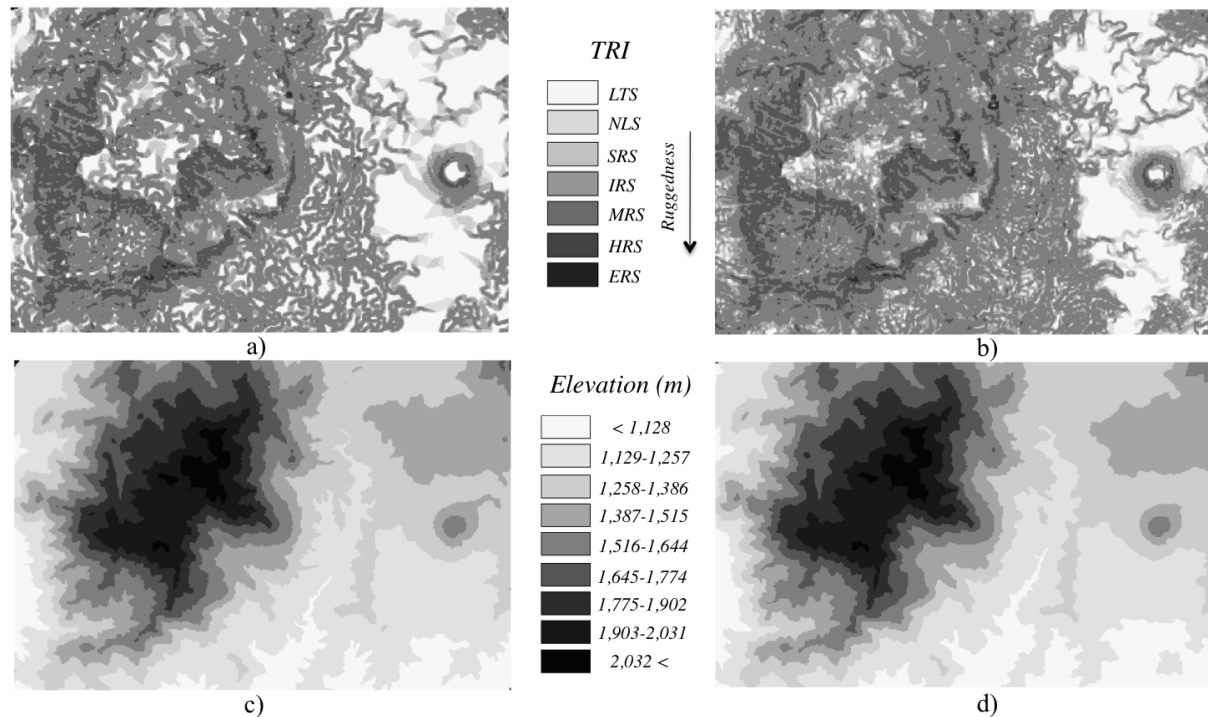 TRI
LTS
NLS
SRS
IRS
MRS
HRS
ERS
Ruggedness
a)
b)
Elevation (m)
< 1,128
1,129-1,257
1,258-1,386
1,387-1,515
1,516-1,644
1,645-1,774
1,775-1,902
1,903-2,031
2,032 <
c)
d)